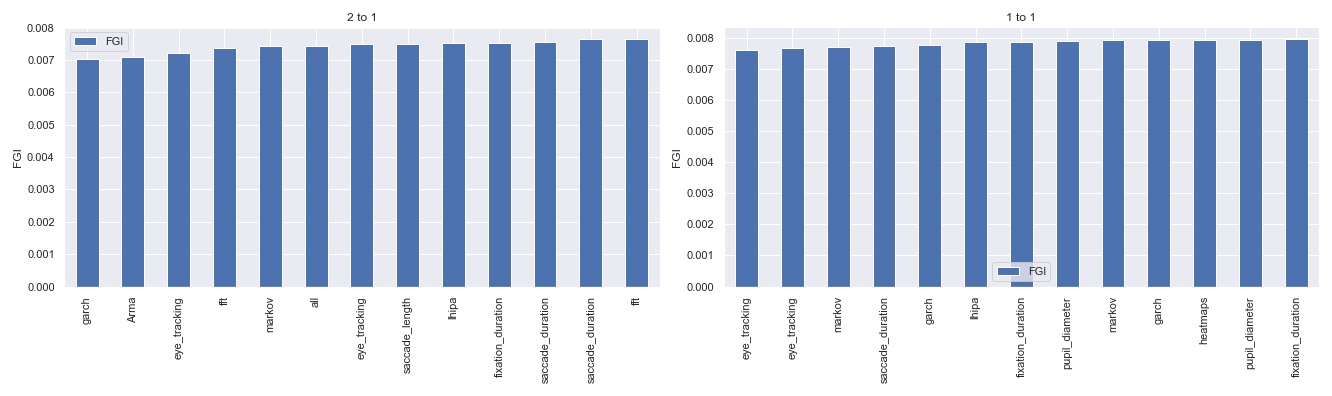 2 to 1
FGI
0.008
0.007
0.006
0.005
0.004
0.003
0.002
0.001
0.000
FGI
garch
Arma
eye_tracking
fft
markov
all
eye_tracking
saccade_length
lhipa
fixation_duration
saccade_duration
saccade_duration
fft
1 to 1
0.008
0.007
0.006
0.005
0.004
0.003
0.002
0.001
0.000
FGI
FGI
eye_tracking
eye_tracking
markov
saccade_duration
garch
lhipa
fixation_duration
pupil_diameter
markov
garch
heatmaps
pupil_diameter
fixation_duration